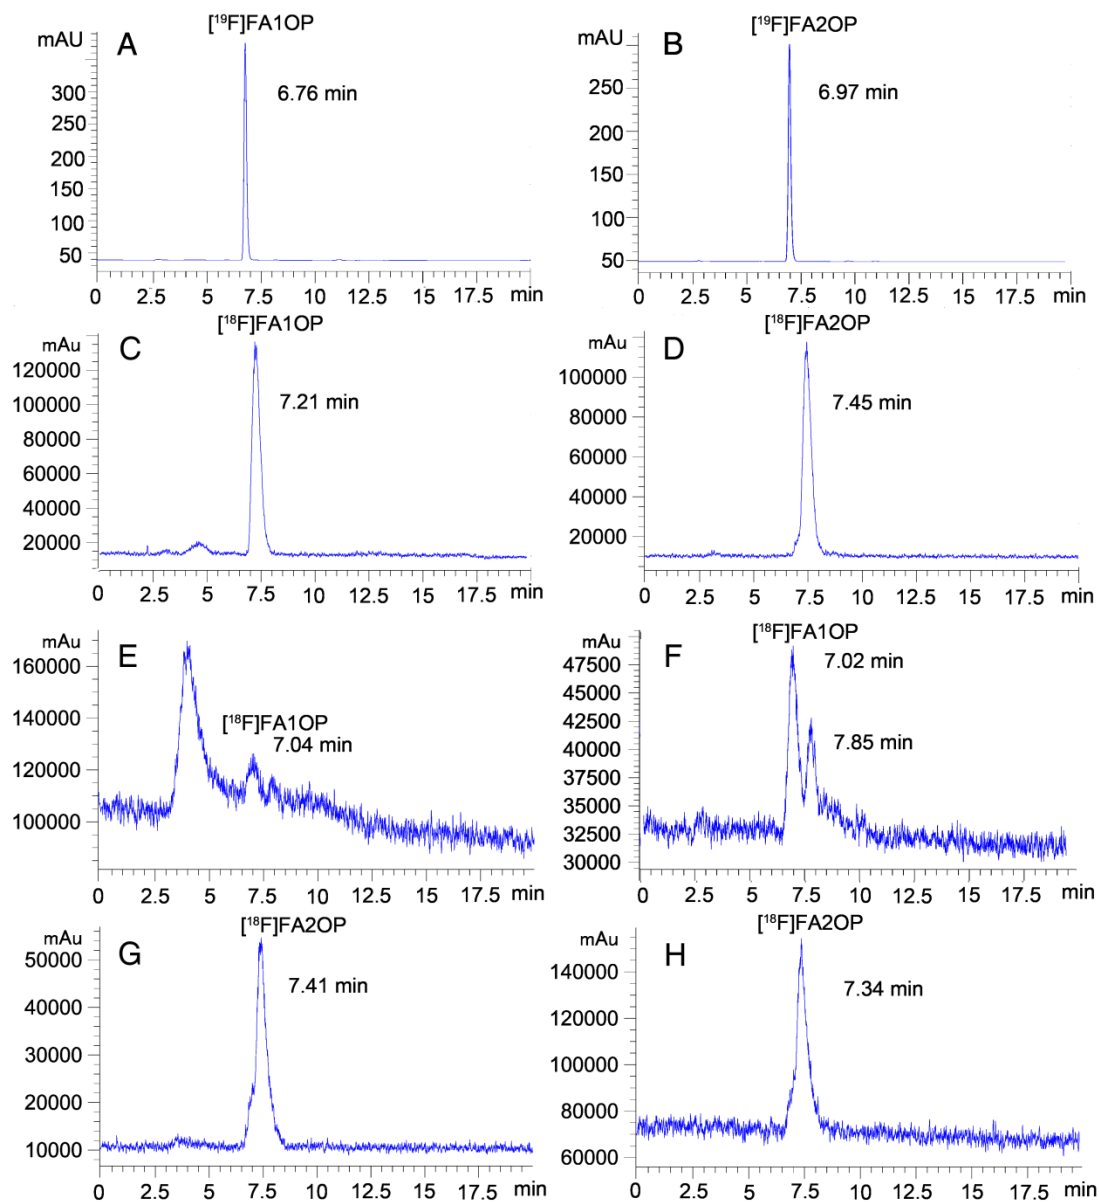 [¹⁹F]FA1OP
mAU
A
6.76 min
300
250
200
150
100
50
0 2.5 5 7.5 10 12.5 17.5 min
[¹⁹F]FA2OP
mAU
B
6.97 min
250
200
150
100
50
0 2.5 5 7.5 10 12.5 17.5 min
[¹⁸F]FA1OP
mAu
C
7.21 min
120000
100000
80000
60000
40000
20000
0 2.5 5 7.5 10 12.5 17.5 min
[¹⁸F]FA2OP
mAu
D
7.45 min
100000
80000
60000
40000
20000
0 2.5 5 7.5 10 12.5 17.5 min
mAu
E
160000
[¹⁸F]FA1OP
7.04 min
140000
120000
100000
0 2.5 5 7.5 10 12.5 17.5 min
[¹⁸F]FA1OP
mAu
F
7.02 min
7.85 min
47500
45000
42500
40000
37500
35000
32500
30000
0 2.5 5 7.5 10 12.5 17.5 min
[¹⁸F]FA2OP
mAu
G
7.41 min
50000
40000
30000
20000
10000
0 2.5 5 7.5 10 12.5 17.5 min
[¹⁸F]FA2OP
mAu
H
7.34 min
140000
120000
100000
80000
60000
0 2.5 5 7.5 10 12.5 17.5 min